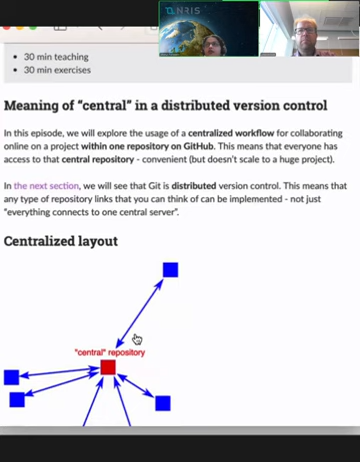 NRIS
• 30 min teaching
• 30 min exercises
Meaning of “central” in a distributed version control
In this episode, we will explore the usage of a centralized workflow for collaborating
online on a project within one repository on GitHub. This means that everyone has
access to that central repository - convenient (but doesn't scale to a huge project).
In the next section, we will see that Git is distributed version control. This means that
any type of repository links that you can think of can be implemented - not just
“everything connects to one central server”.
Centralized layout
"central" repository